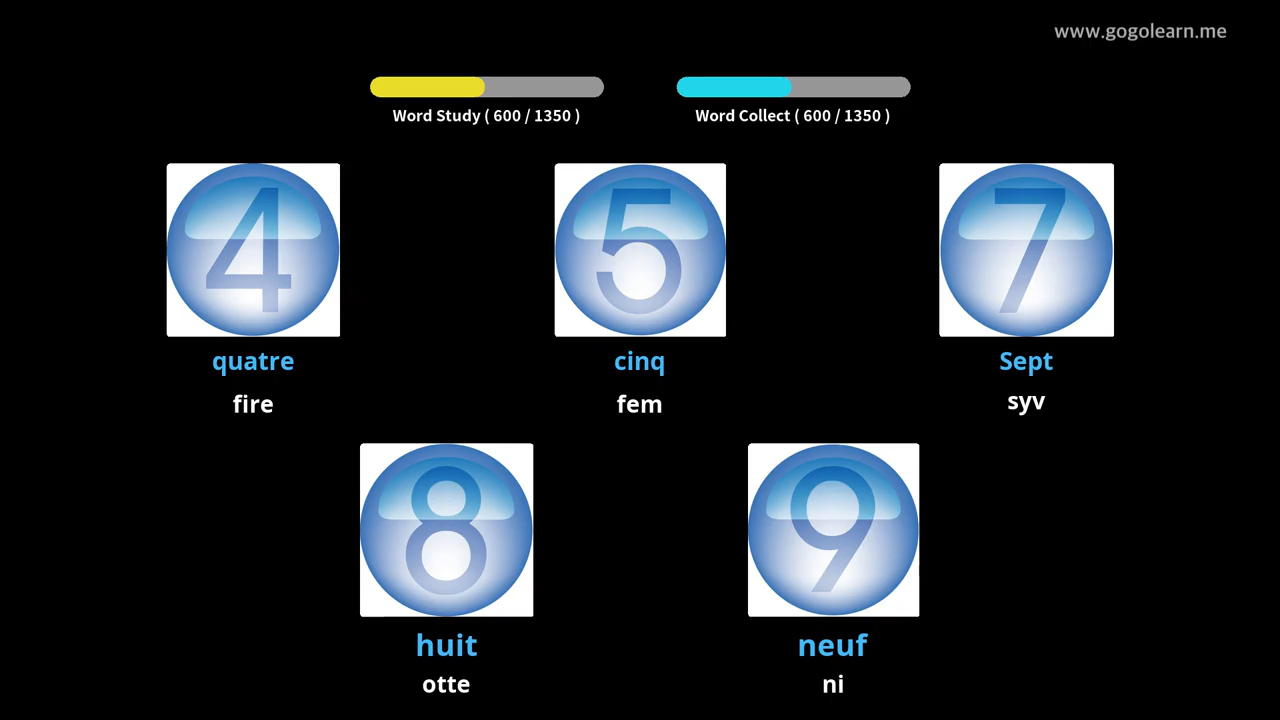 www.gogolearn.me
Word Study ( 600 / 1350 )
Word Collect ( 600 / 1350 )
4
5
7
quatre
cinq
Sept
fire
fem
syv
8
9
huit
neuf
otte
ni